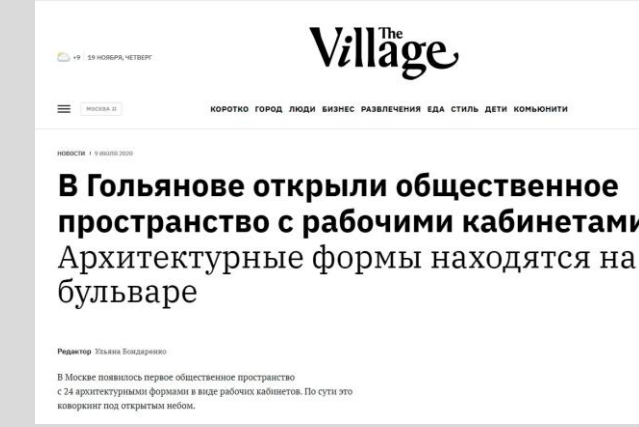 The
Village
+9 19 НОЯБРЯ, ЧЕТВЕРГ
МОСКВА
КОРОТКО ГОРОД ЛЮДИ БИЗНЕС РАЗВЛЕЧЕНИЯ ЕДА СТИЛЬ ДЕТИ КОМЬЮНИТИ
НОВОСТИ 9 ИЮЛЯ 2020
В Гольянове открыли общественное
пространство с рабочими кабинетами
Архитектурные формы находятся на
бульваре
Редактор Ульяна Бондаренко
В Москве появилось первое общественное пространство
с 24 архитектурными формами в виде рабочих кабинетов. По сути это
коворкинг под открытым небом.